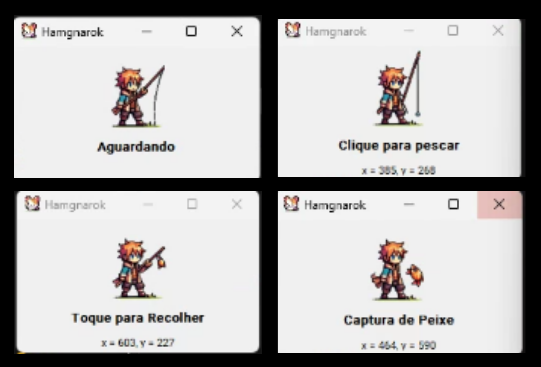 Hamgnarok
Aguardando
Hamgnarok
Clique para pescar
x = 385, y = 268
Hamgnarok
Toque para Recolher
x = 603, y = 227
Hamgnarok
Captura de Peixe
x = 464, y = 590